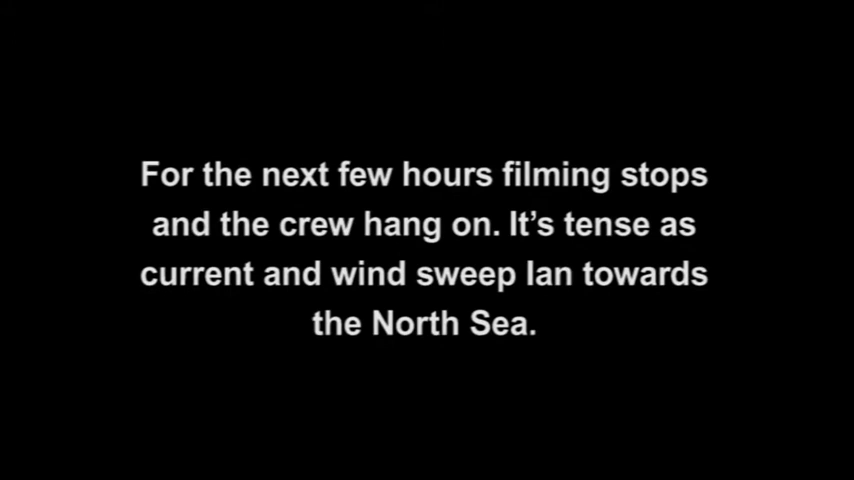 For the next few hours filming stops
and the crew hang on. It’s tense as
current and wind sweep Ian towards
the North Sea.